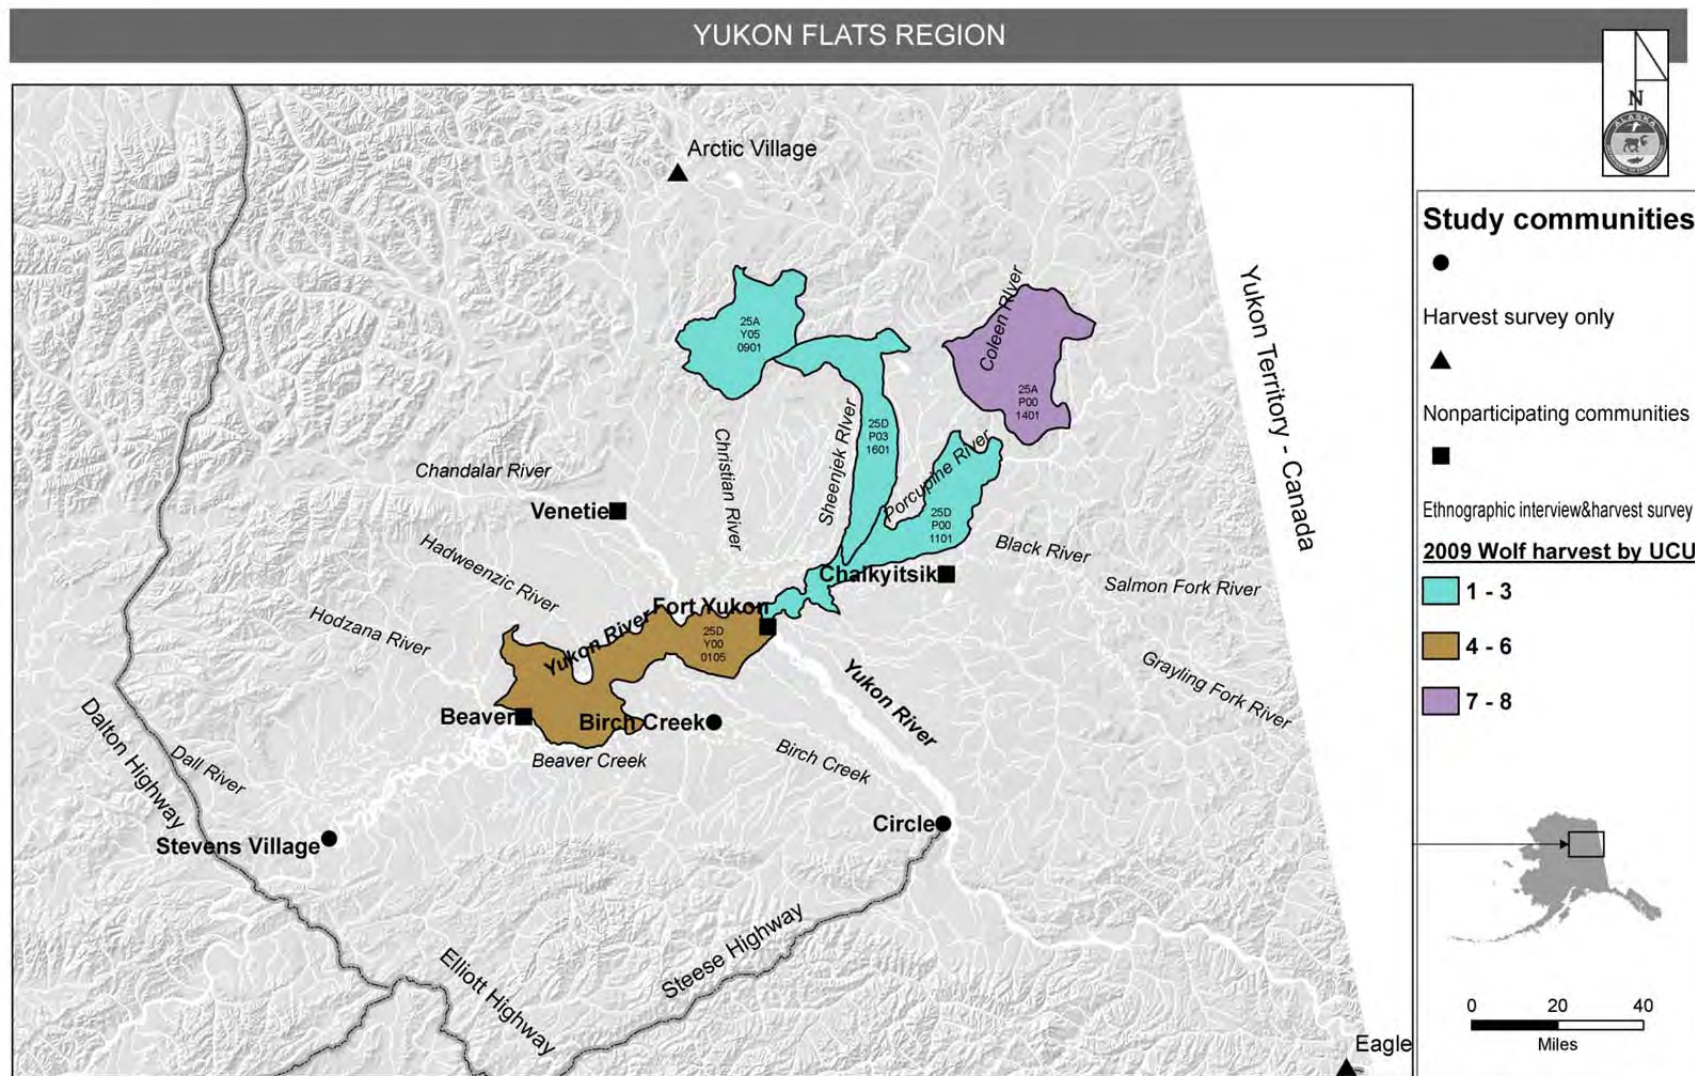 YUKON FLATS REGION
N
ALASKA
Arctic Village
Yukon Territory - Canada
25A
Y05
0901
Coleen River
25A
P00
1401
25D
P03
1601
Christian River
Sheenjek River
Porcupine River
25D
P00
1101
Chandalar River
Venetie
Hadweenzic River
Hodzana River
Black River
Chalkyitsik
Salmon Fork River
Fort Yukon
Yukon River
25D
Y00
0105
Yukon River
Grayling Fork River
Beaver
Birch Creek
Beaver Creek
Birch Creek
Dalton Highway
Dall River
Stevens Village
Circle
Steese Highway
Elliott Highway
Eagle
Study communities
Harvest survey only
Nonparticipating communities
Ethnographic interview&harvest survey
2009 Wolf harvest by UCU
1 - 3
4 - 6
7 - 8
0 20 40
Miles